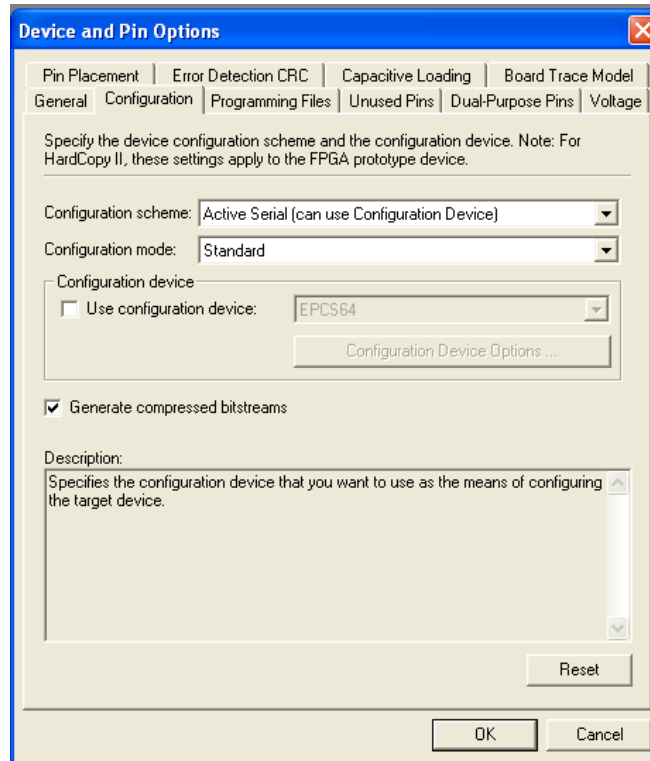 Device and Pin Options
Pin Placement Error Detection CRC Capacitive Loading Board Trace Model
General Configuration Programming Files Unused Pins Dual-Purpose Pins Voltage
Specify the device configuration scheme and the configuration device. Note: For
HardCopy II, these settings apply to the FPGA prototype device.
Configuration scheme: Active Serial (can use Configuration Device)
Configuration mode: Standard
Configuration device
Use configuration device: EPCS64
Configuration Device Options ...
Generate compressed bitstreams
Description:
Specifies the configuration device that you want to use as the means of configuring
the target device.
Reset
OK Cancel